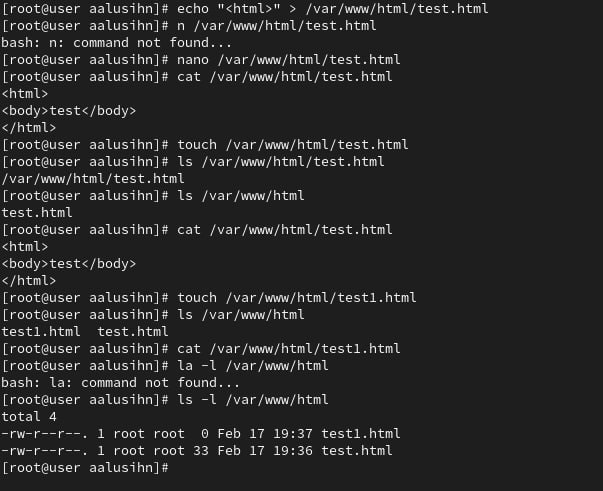 [root@user aalusihn]# echo "<html>" > /var/www/html/test.html
[root@user aalusihn]# n /var/www/html/test.html
bash: n: command not found...
[root@user aalusihn]# nano /var/www/html/test.html
[root@user aalusihn]# cat /var/www/html/test.html
<html>
<body>test</body>
</html>
[root@user aalusihn]# touch /var/www/html/test.html
[root@user aalusihn]# ls /var/www/html/test.html
/var/www/html/test.html
[root@user aalusihn]# ls /var/www/html
test.html
[root@user aalusihn]# cat /var/www/html/test.html
<html>
<body>test</body>
</html>
[root@user aalusihn]# touch /var/www/html/test1.html
[root@user aalusihn]# ls /var/www/html
test1.html  test.html
[root@user aalusihn]# cat /var/www/html/test1.html
[root@user aalusihn]# la -l /var/www/html
bash: la: command not found...
[root@user aalusihn]# ls -l /var/www/html
total 4
-rw-r--r--. 1 root root  0 Feb 17 19:37 test1.html
-rw-r--r--. 1 root root 33 Feb 17 19:36 test.html
[root@user aalusihn]#